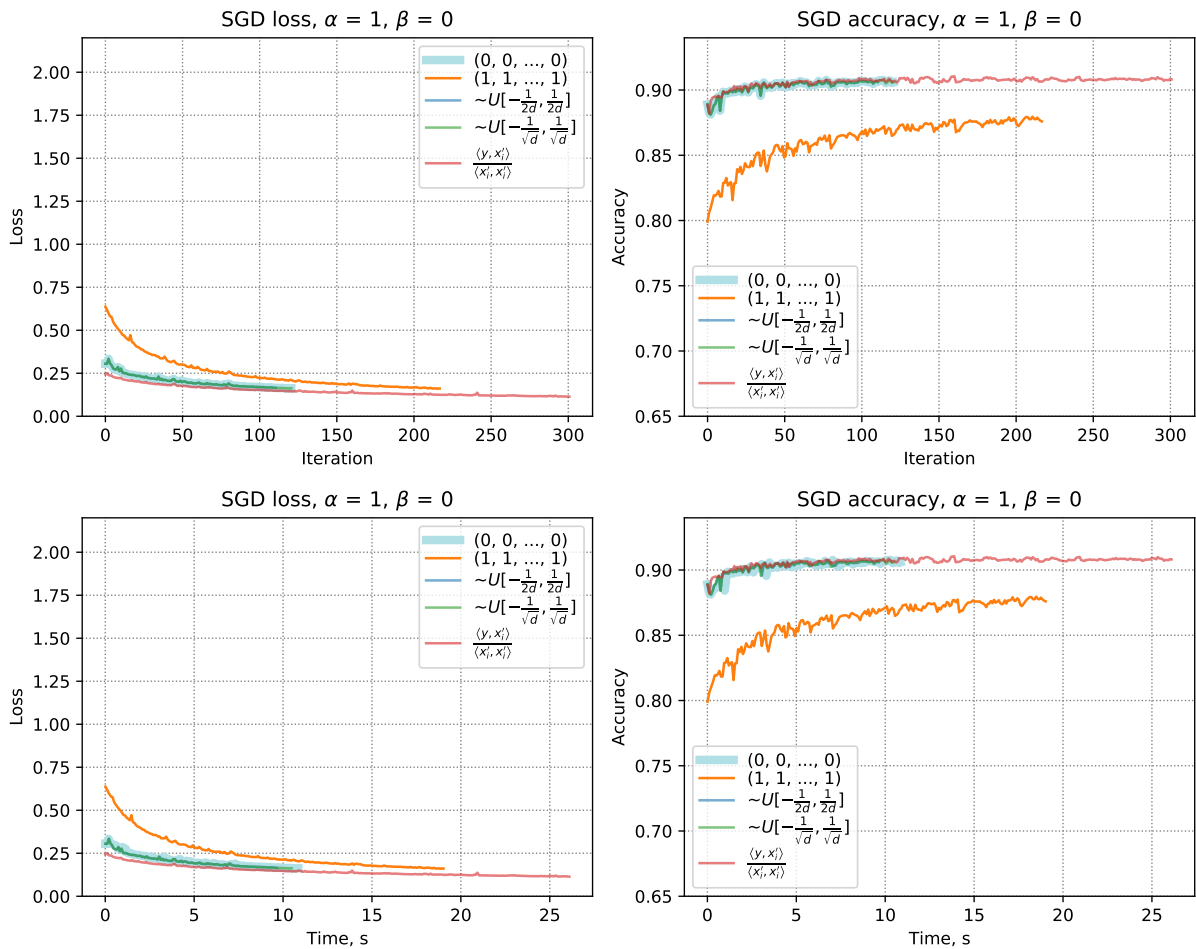 SGD loss, α = 1, β = 0
2.00
1.75
1.50
1.25
1.00
0.75
0.50
0.25
0.00
Loss
(0, 0, ..., 0)
(1, 1, ..., 1)
~U[−1/2d, 1/2d]
~U[−1/√d, 1/√d]
⟨y, x'ᵢ⟩/⟨x'ᵢ, x'ᵢ⟩
0 50 100 150 200 250 300
Iteration
SGD accuracy, α = 1, β = 0
0.90
0.85
0.80
0.75
0.70
0.65
Accuracy
(0, 0, ..., 0)
(1, 1, ..., 1)
~U[−1/2d, 1/2d]
~U[−1/√d, 1/√d]
⟨y, x'ᵢ⟩/⟨x'ᵢ, x'ᵢ⟩
0 50 100 150 200 250 300
Iteration
SGD loss, α = 1, β = 0
2.00
1.75
1.50
1.25
1.00
0.75
0.50
0.25
0.00
Loss
(0, 0, ..., 0)
(1, 1, ..., 1)
~U[−1/2d, 1/2d]
~U[−1/√d, 1/√d]
⟨y, x'ᵢ⟩/⟨x'ᵢ, x'ᵢ⟩
0 5 10 15 20 25
Time, s
SGD accuracy, α = 1, β = 0
0.90
0.85
0.80
0.75
0.70
0.65
Accuracy
(0, 0, ..., 0)
(1, 1, ..., 1)
~U[−1/2d, 1/2d]
~U[−1/√d, 1/√d]
⟨y, x'ᵢ⟩/⟨x'ᵢ, x'ᵢ⟩
0 5 10 15 20 25
Time, s